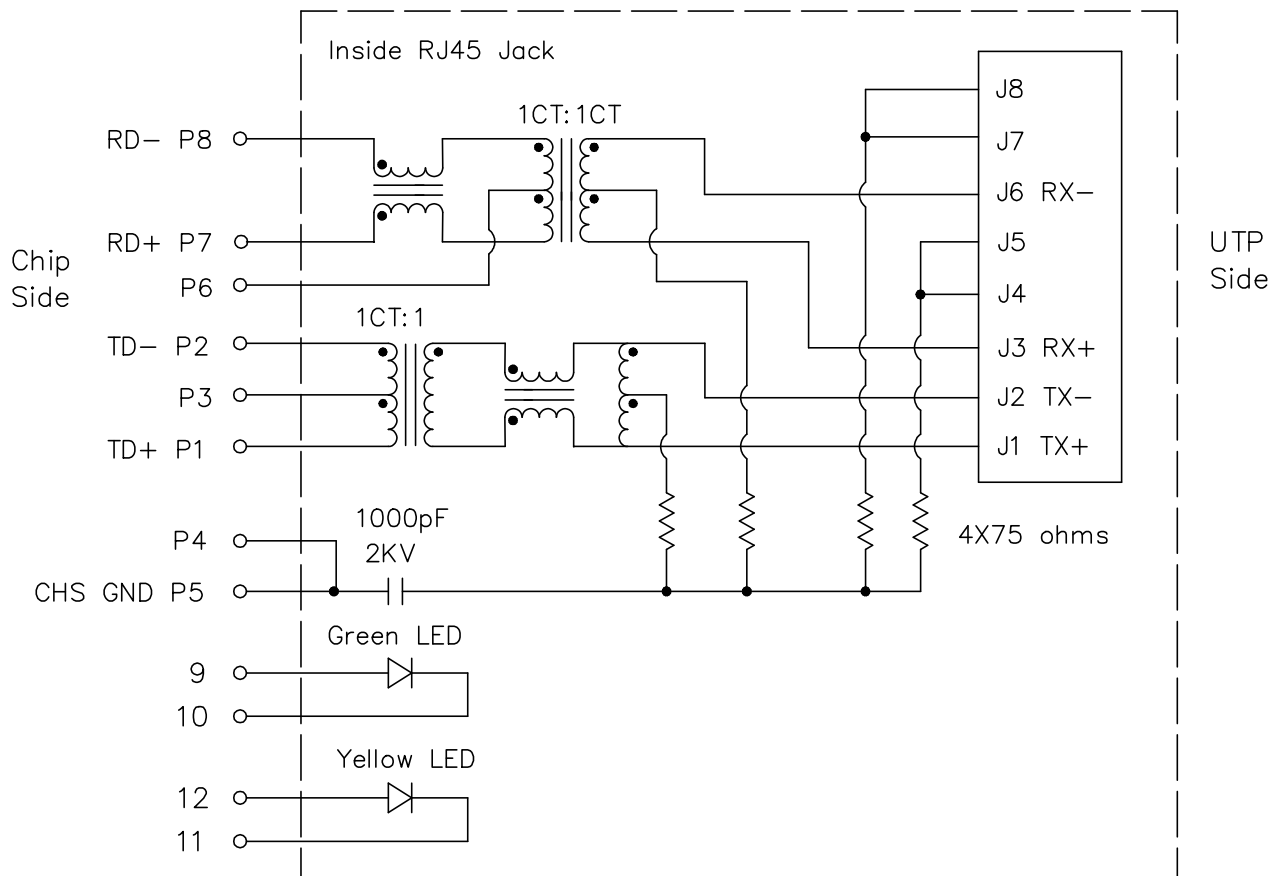 Inside RJ45 Jack
J8
1CT:1CT
RD- P8
J7
J6 RX-
RD+ P7
J5
Chip
Side
UTP
Side
P6
J4
1CT:1
TD- P2
J3 RX+
P3
J2 TX-
TD+ P1
J1 TX+
1000pF
2KV
P4
4X75 ohms
CHS GND P5
Green LED
9
10
Yellow LED
12
11